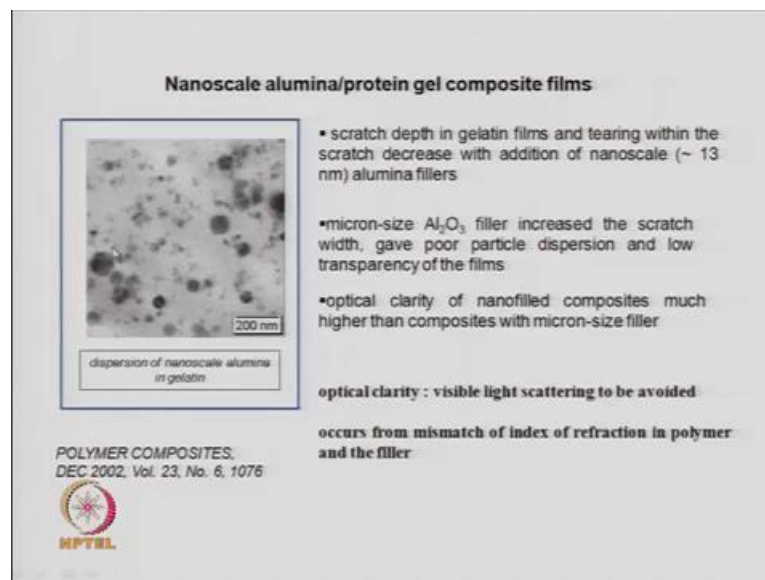 Nanoscale alumina/protein gel composite films
200 nm
dispersion of nanoscale alumina
in gelatin
▪ scratch depth in gelatin films and tearing within the
scratch decrease with addition of nanoscale (~ 13
nm) alumina fillers
▪micron-size Al₂O₃ filler increased the scratch
width, gave poor particle dispersion and low
transparency of the films
▪optical clarity of nanofilled composites much
higher than composites with micron-size filler
optical clarity : visible light scattering to be avoided
occurs from mismatch of index of refraction in polymer
and the filler
POLYMER COMPOSITES,
DEC 2002, Vol. 23, No. 6, 1076
NPTEL